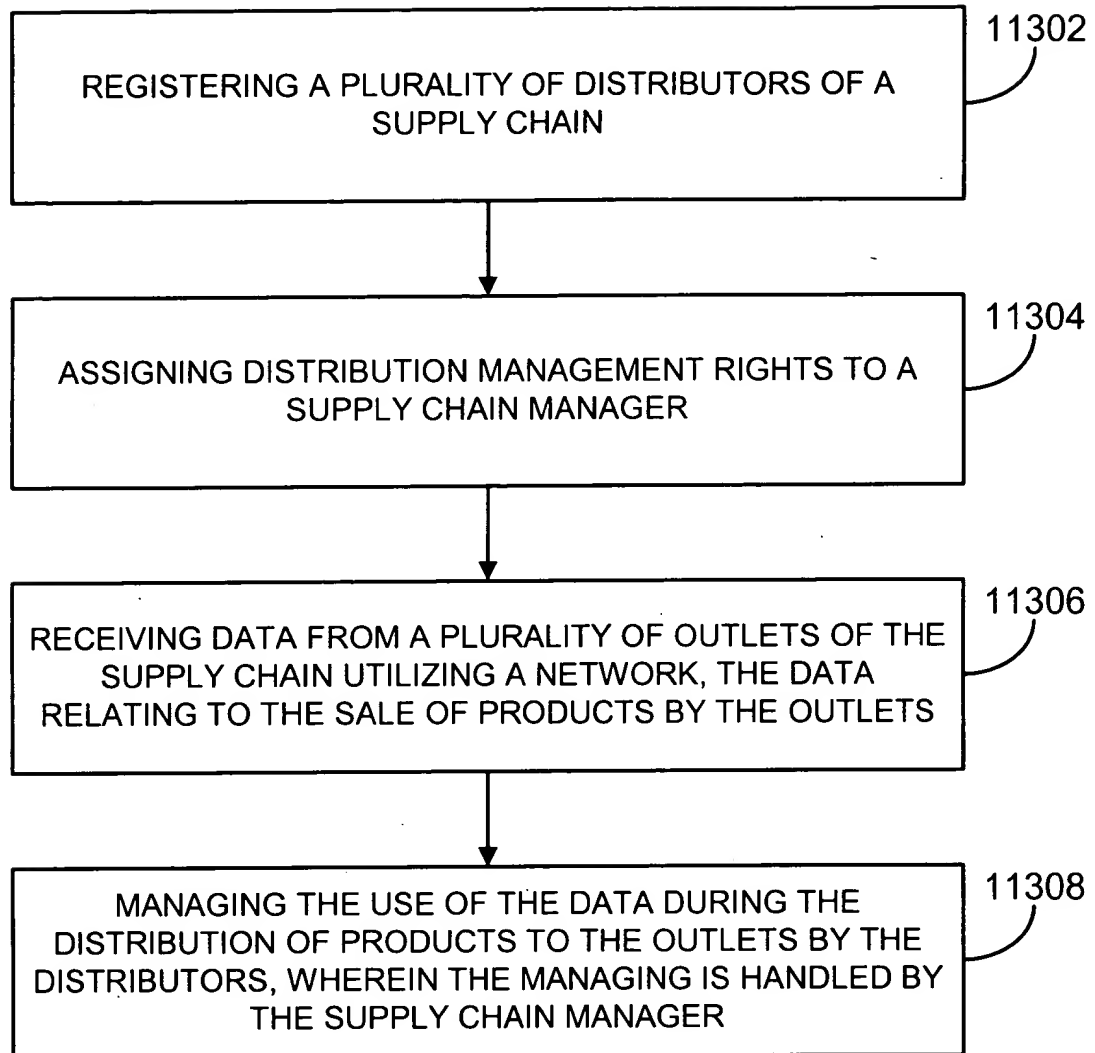 11302
REGISTERING A PLURALITY OF DISTRIBUTORS OF A
SUPPLY CHAIN
11304
ASSIGNING DISTRIBUTION MANAGEMENT RIGHTS TO A
SUPPLY CHAIN MANAGER
11306
RECEIVING DATA FROM A PLURALITY OF OUTLETS OF THE
SUPPLY CHAIN UTILIZING A NETWORK, THE DATA
RELATING TO THE SALE OF PRODUCTS BY THE OUTLETS
11308
MANAGING THE USE OF THE DATA DURING THE
DISTRIBUTION OF PRODUCTS TO THE OUTLETS BY THE
DISTRIBUTORS, WHEREIN THE MANAGING IS HANDLED BY
THE SUPPLY CHAIN MANAGER